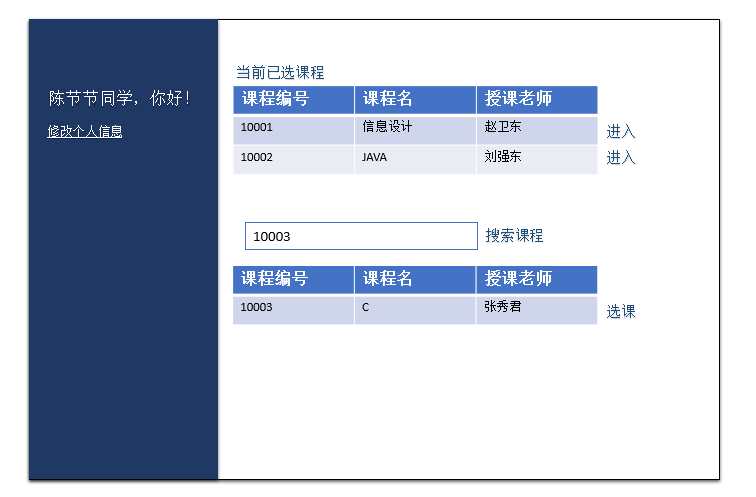 陈节节同学，你好！
修改个人信息
当前已选课程
课程编号 课程名 授课老师
10001 信息设计 赵卫东 进入
10002 JAVA 刘强东 进入
10003 搜索课程
课程编号 课程名 授课老师
10003 C 张秀君 选课